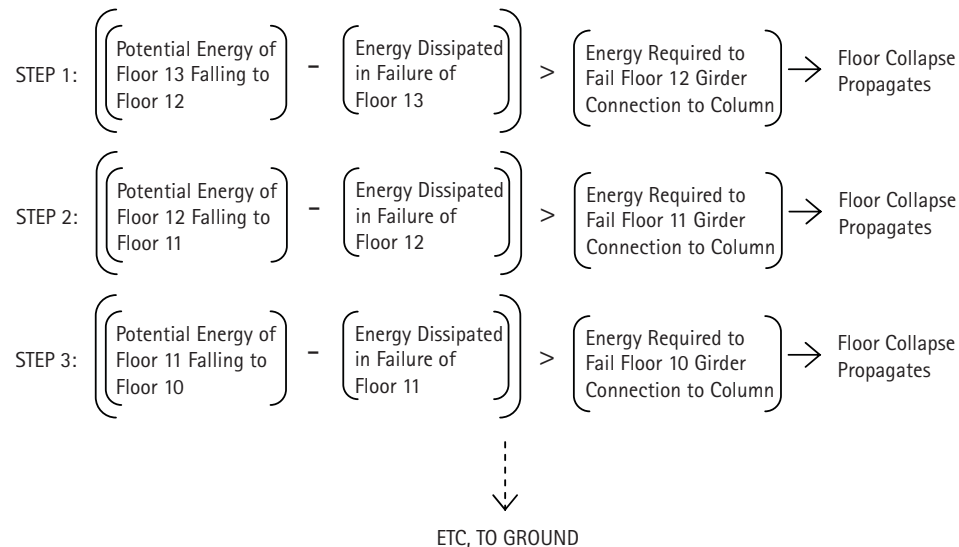 STEP 1:
Potential Energy of
Floor 13 Falling to
Floor 12
-
Energy Dissipated
in Failure of
Floor 13
>
Energy Required to
Fail Floor 12 Girder
Connection to Column
Floor Collapse
Propagates
STEP 2:
Potential Energy of
Floor 12 Falling to
Floor 11
-
Energy Dissipated
in Failure of
Floor 12
>
Energy Required to
Fail Floor 11 Girder
Connection to Column
Floor Collapse
Propagates
STEP 3:
Potential Energy of
Floor 11 Falling to
Floor 10
-
Energy Dissipated
in Failure of
Floor 11
>
Energy Required to
Fail Floor 10 Girder
Connection to Column
Floor Collapse
Propagates
ETC, TO GROUND